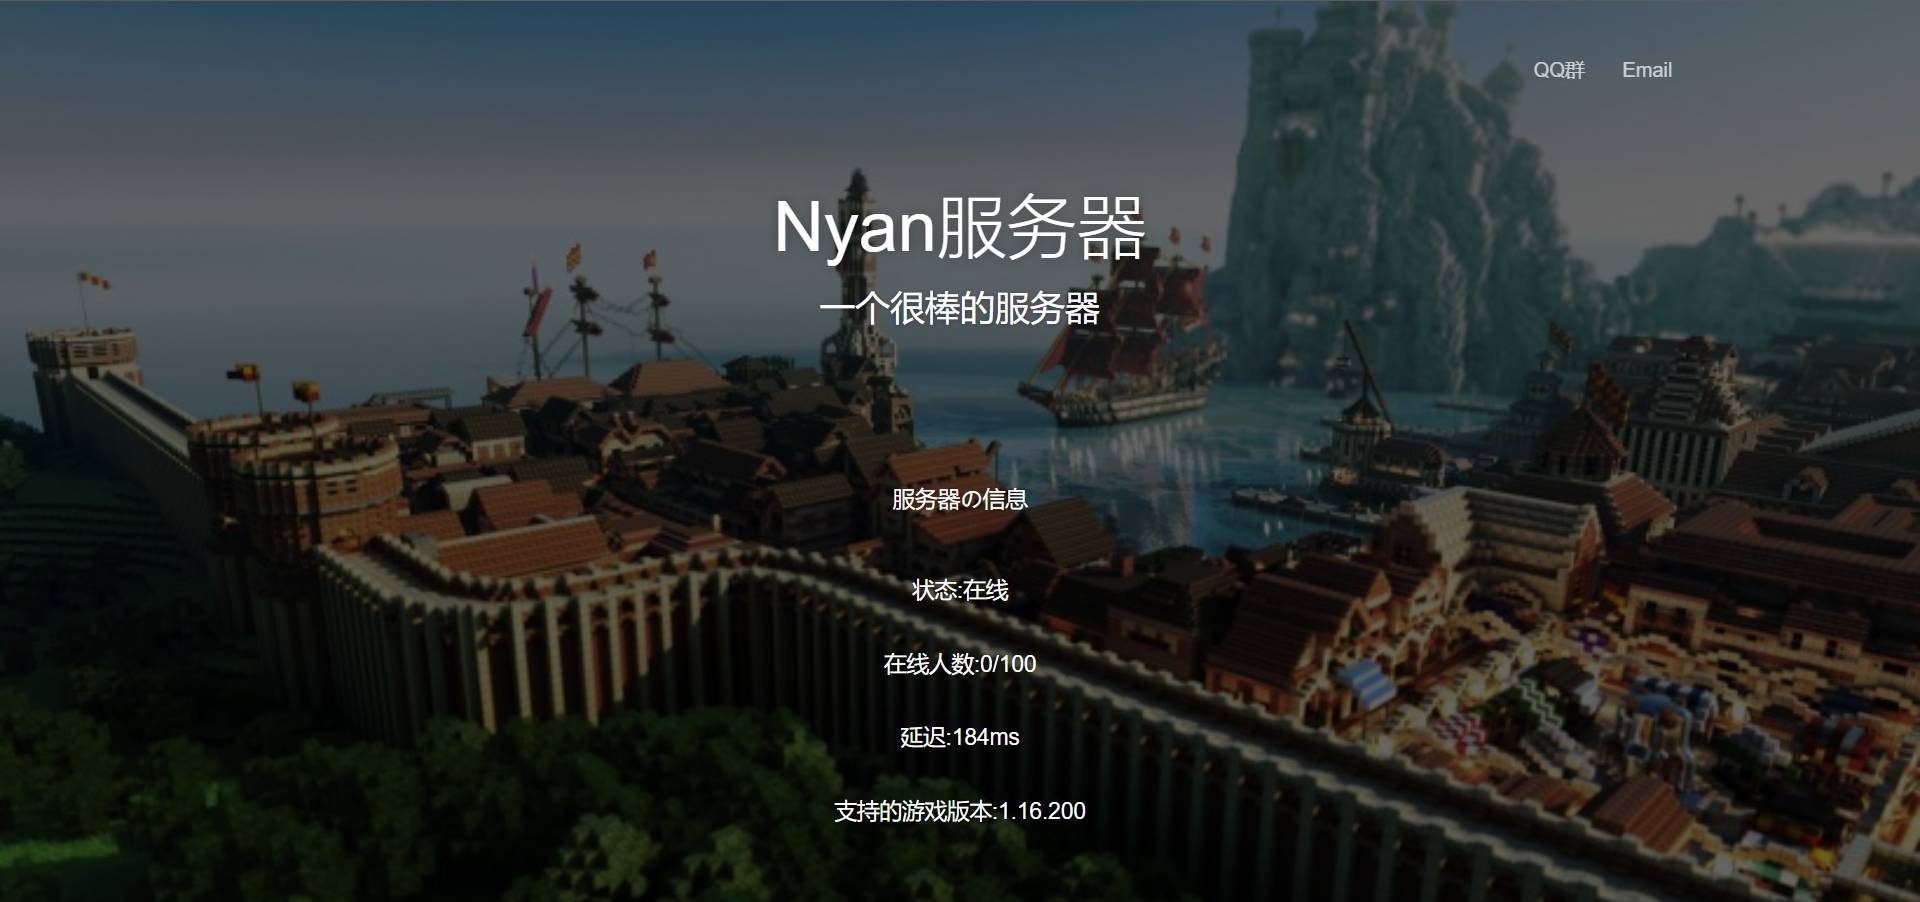 QQ群 Email
Nyan服务器
一个很棒的服务器
服务器の信息
状态:在线
在线人数:0/100
延迟:184ms
支持的游戏版本:1.16.200